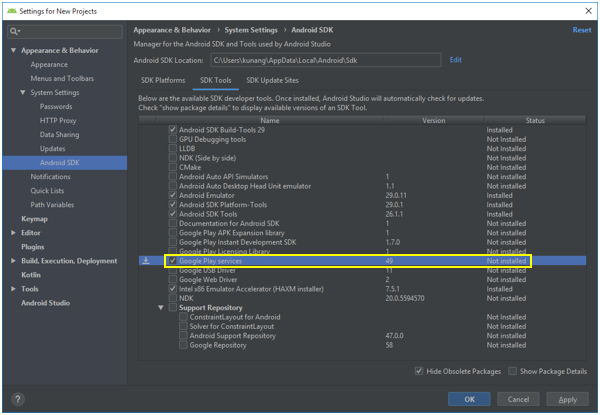 Settings for New Projects
Appearance & Behavior
Appearance
Menus and Toolbars
System Settings
Passwords
HTTP Proxy
Data Sharing
Updates
Android SDK
Notifications
Quick Lists
Path Variables
Keymap
Editor
Plugins
Build, Execution, Deployment
Kotlin
Tools
Android Studio
Appearance & Behavior › System Settings › Android SDK Reset
Manager for the Android SDK and Tools used by Android Studio
Android SDK Location: C:\Users\kunang\AppData\Local\Android\Sdk Edit
SDK Platforms SDK Tools SDK Update Sites
Below are the available SDK developer tools. Once installed, Android Studio will automatically check for updates.
Check "show package details" to display available versions of an SDK Tool.
Name Version Status
Android SDK Build-Tools 29 Installed
GPU Debugging tools Not Installed
LLDB Not Installed
NDK (Side by side) Not Installed
CMake Not Installed
Android Auto API Simulators 1 Not installed
Android Auto Desktop Head Unit emulator 1.1 Not installed
Android Emulator 29.0.11 Installed
Android SDK Platform-Tools 29.0.1 Installed
Android SDK Tools 26.1.1 Installed
Documentation for Android SDK 1 Not installed
Google Play APK Expansion library 1 Not installed
Google Play Instant Development SDK 1.7.0 Not installed
Google Play Licensing Library 1 Not installed
Google Play services 49 Not installed
Google USB Driver 11 Not installed
Google Web Driver 2 Not installed
Intel x86 Emulator Accelerator (HAXM installer) 7.5.1 Installed
NDK 20.0.5594570 Not installed
Support Repository
ConstraintLayout for Android Not Installed
Solver for ConstraintLayout Not Installed
Android Support Repository 47.0.0 Not installed
Google Repository 58 Not installed
Hide Obsolete Packages Show Package Details
? OK Cancel Apply